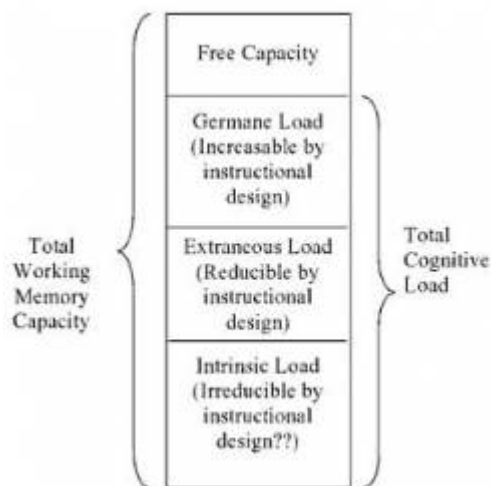 Free Capacity
Germane Load
(Increasable by
instructional
design)
Extraneous Load
(Reducible by
instructional
design)
Intrinsic Load
(Irreducible by
instructional
design??)
Total
Working
Memory
Capacity
Total
Cognitive
Load